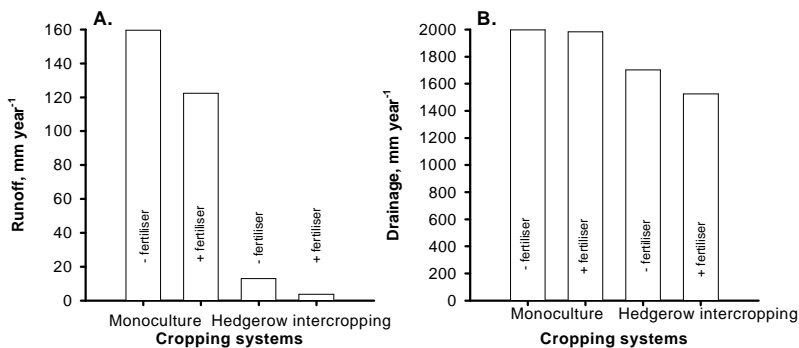 A.
Runoff, mm year-1
160
140
120
100
80
60
40
20
0
- fertiliser
+ fertiliser
- fertiliser
+ fertiliser
Monoculture Hedgerow intercropping
Cropping systems
B.
Drainage, mm year-1
2000
1800
1600
1400
1200
1000
800
600
400
200
0
- fertiliser
+ fertiliser
- fertiliser
+ fertiliser
Monoculture Hedgerow intercropping
Cropping systems